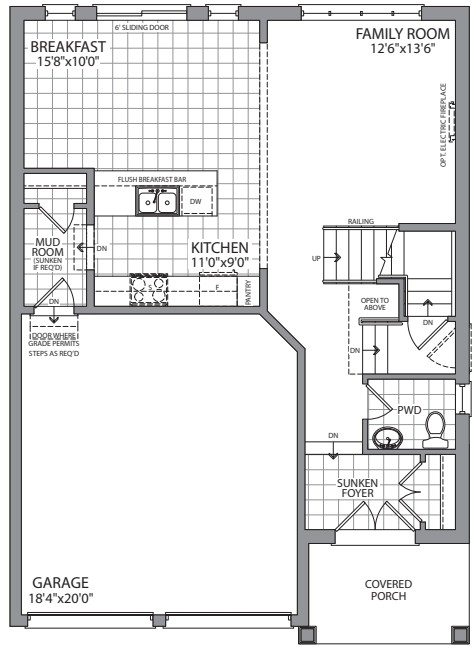 6' SLIDING DOOR
BREAKFAST
15'8"x10'0"
FAMILY ROOM
12'6"x13'6"
OPT. ELECTRIC FIREPLACE
FLUSH BREAKFAST BAR
DW
MUD
ROOM
(SUNKEN
IF REQ'D)
DN
KITCHEN
11'0"x9'0"
S
F
PANTRY
RAILING
UP
OPEN TO
ABOVE
DN
DN
DN
DOOR WHERE
GRADE PERMITS
STEPS AS REQ'D
PWD
DN
SUNKEN
FOYER
GARAGE
18'4"x20'0"
COVERED
PORCH